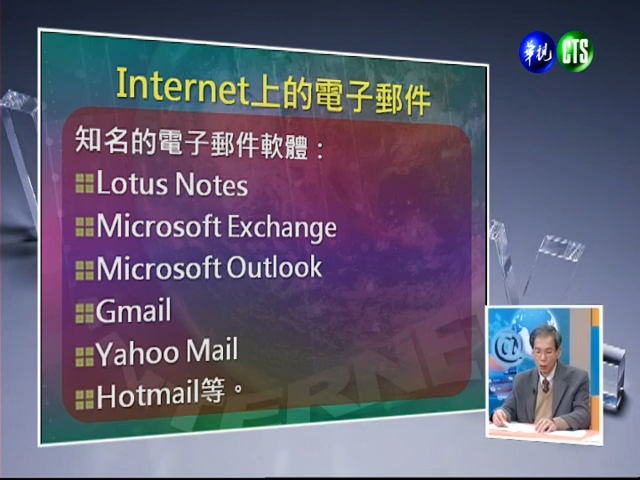 華視 CTS
Internet上的電子郵件
知名的電子郵件軟體：
Lotus Notes
Microsoft Exchange
Microsoft Outlook
Gmail
Yahoo Mail
Hotmail等。